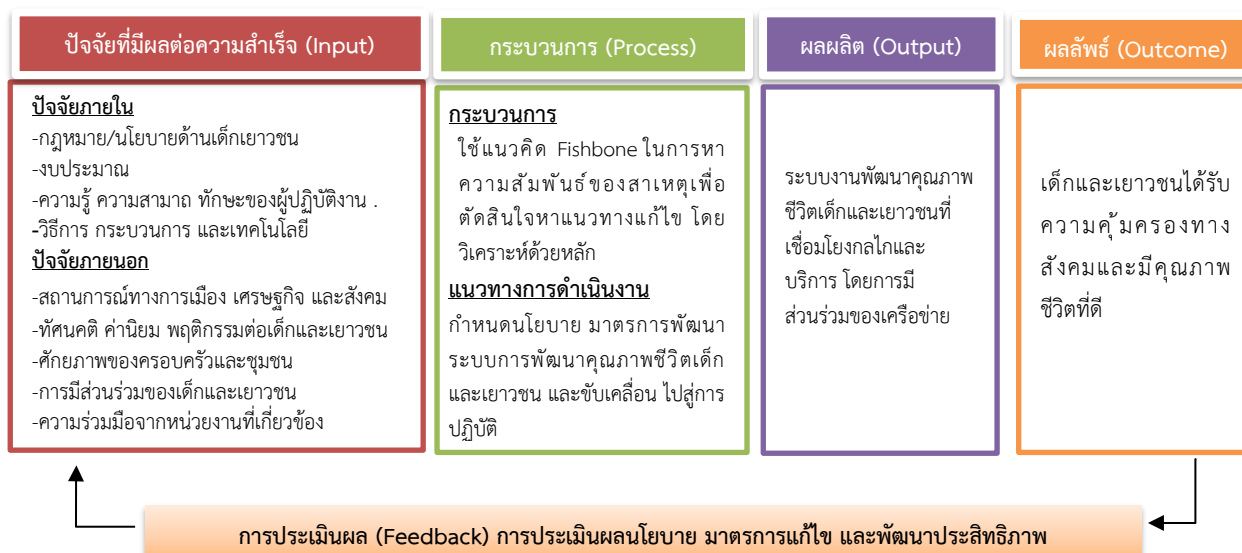 ปัจจัยที่มีผลต่อความสำเร็จ (Input)
ปัจจัยภายใน
-กฎหมาย/นโยบายด้านเด็กเยาวชน
-งบประมาณ
-ความรู้ ความสามาถ ทักษะของผู้ปฏิบัติงาน .
-วิธีการ กระบวนการ และเทคโนโลยี
ปัจจัยภายนอก
-สถานการณ์ทางการเมือง เศรษฐกิจ และสังคม
-ทัศนคติ ค่านิยม พฤติกรรมต่อเด็กและเยาวชน
-ศักยภาพของครอบครัวและชุมชน
-การมีส่วนร่วมของเด็กและเยาวชน
-ความร่วมมือจากหน่วยงานที่เกี่ยวข้อง
กระบวนการ (Process)
กระบวนการ
ใช้แนวคิด Fishbone ในการหา
ความสัมพันธ์ของสาเหตุเพื่อ
ตัดสินใจหาแนวทางแก้ไข โดย
วิเคราะห์ด้วยหลัก
แนวทางการดำเนินงาน
กำหนดนโยบาย มาตรการพัฒนา
ระบบการพัฒนาคุณภาพชีวิตเด็ก
และเยาวชน และขับเคลื่อน ไปสู่การ
ปฏิบัติ
ผลผลิต (Output)
ระบบงานพัฒนาคุณภาพ
ชีวิตเด็กและเยาวชนที่
เชื่อมโยงกลไกและ
บริการ โดยการมี
ส่วนร่วมของเครือข่าย
ผลลัพธ์ (Outcome)
เด็กและเยาวชนได้รับ
ความคุ้มครองทาง
สังคมและมีคุณภาพ
ชีวิตที่ดี
การประเมินผล (Feedback) การประเมินผลนโยบาย มาตรการแก้ไข และพัฒนาประสิทธิภาพ